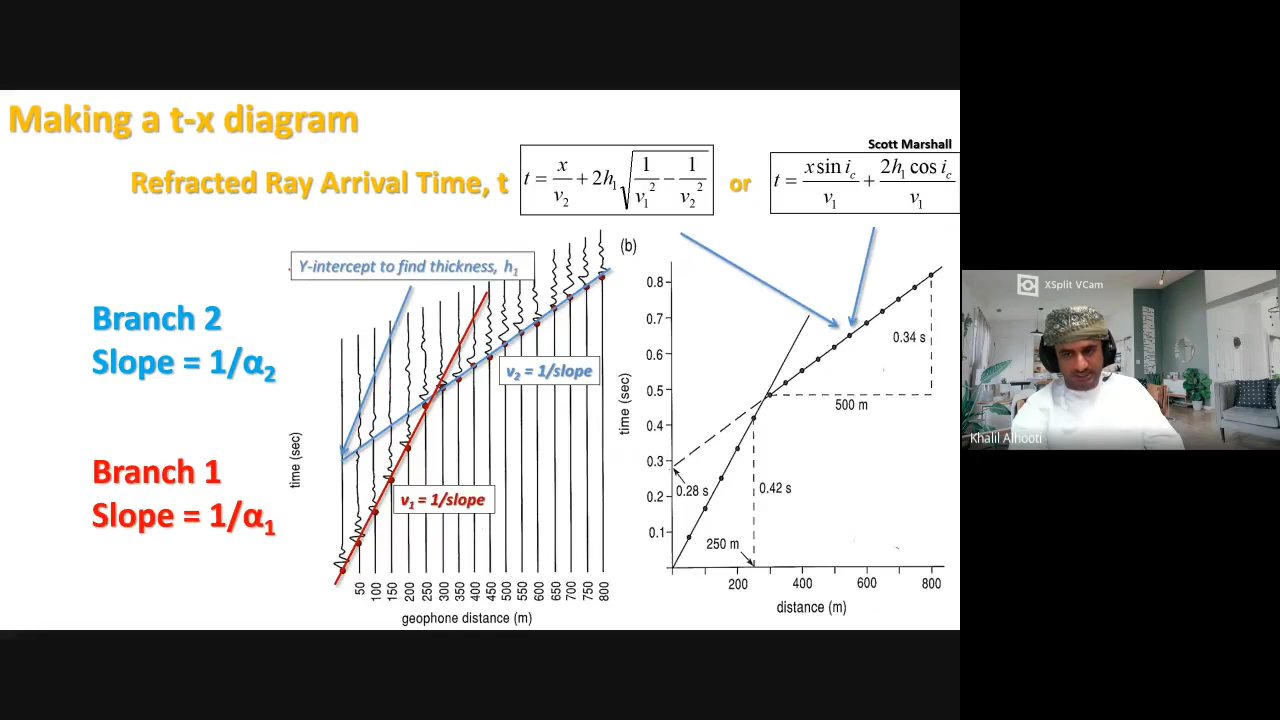 Making a t-x diagram
Scott Marshall
Refracted Ray Arrival Time, t
t = x/v₂ + 2h₁√(1/v₁² − 1/v₂²)
or
t = x sin i_c/v₁ + 2h₁ cos i_c/v₁
Y-intercept to find thickness, h₁
(b)
XSplit VCam
Branch 2
Slope = 1/α₂
v₂ = 1/slope
Branch 1
Slope = 1/α₁
v₁ = 1/slope
time (sec)
50 100 150 200 250 300 350 400 450 500 550 600 650 700 750 800
geophone distance (m)
time (sec)
0.8
0.7
0.6
0.5
0.4
0.3
0.2
0.1
0.34 s
500 m
0.28 s
0.42 s
250 m
200 400 600 800
distance (m)
Khalil Alhooti